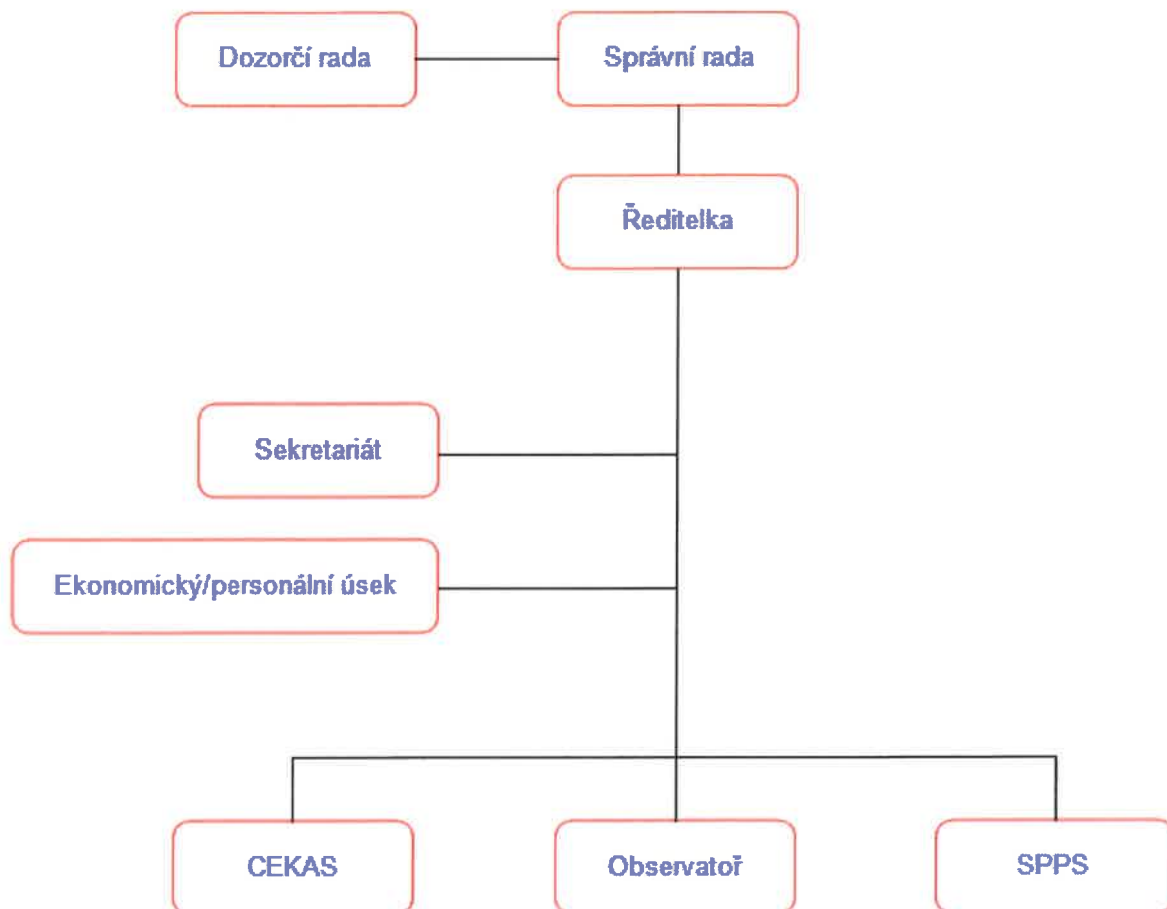 Dozorčí rada
Správní rada
Ředitelka
Sekretariát
Ekonomický/personální úsek
CEKAS
Observatoř
SPPS